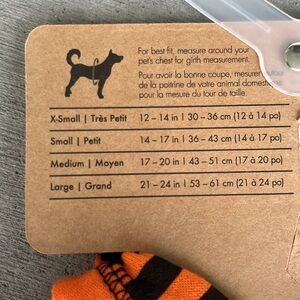 For best fit, measure around your
pet's chest for girth measurement.
Pour avoir la bonne coupe, mesurer autour
de la poitrine de votre animal domestique
pour la mesure du tour de taille.
X-Small | Très Petit 12 – 14 in | 30 – 36 cm (12 à 14 po)
Small | Petit 14 – 17 in | 36 – 43 cm (14 à 17 po)
Medium | Moyen 17 – 20 in | 43 – 51 cm (17 à 20 po)
Large | Grand 21 – 24 in | 53 – 61 cm (21 à 24 po)